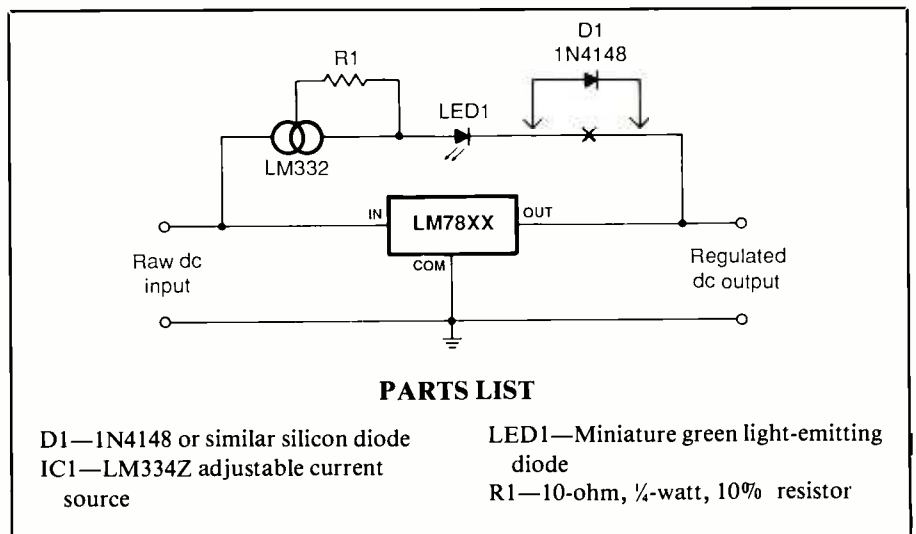 D1
1N4148
R1
LED1
LM332
IN
LM78XX
OUT
COM
Raw dc
input
Regulated
dc output
PARTS LIST
D1—1N4148 or similar silicon diode
IC1—LM334Z adjustable current
source
LED1—Miniature green light-emitting
diode
R1—10-ohm, ¼-watt, 10% resistor